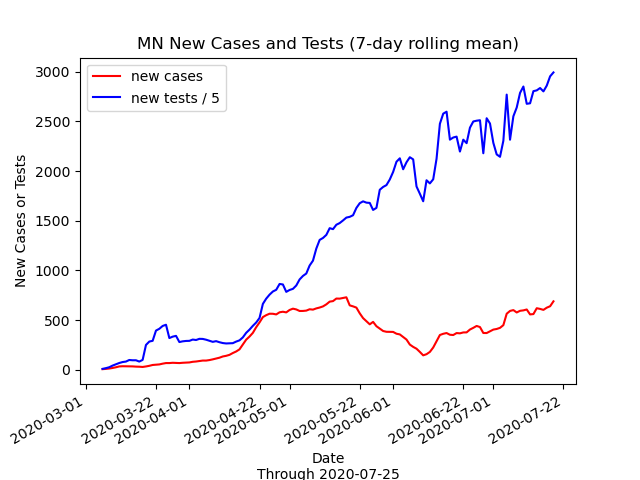 MN New Cases and Tests (7-day rolling mean)
new cases
new tests / 5
3000
2500
2000
1500
1000
500
0
New Cases or Tests
2020-03-01
2020-03-22
2020-04-01
2020-04-22
2020-05-01
2020-05-22
2020-06-01
2020-06-22
2020-07-01
2020-07-22
Date
Through 2020-07-25